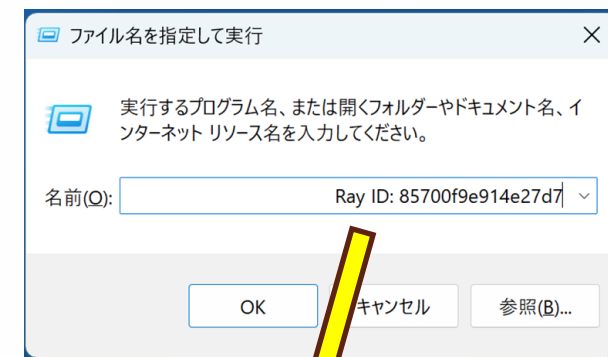 ファイル名を指定して実行
実行するプログラム名、または開くフォルダーやドキュメント名、イ
ンターネット リソース名を入力してください。
名前(O):
Ray ID: 85700f9e914e27d7
OK
キャンセル
参照(B)...